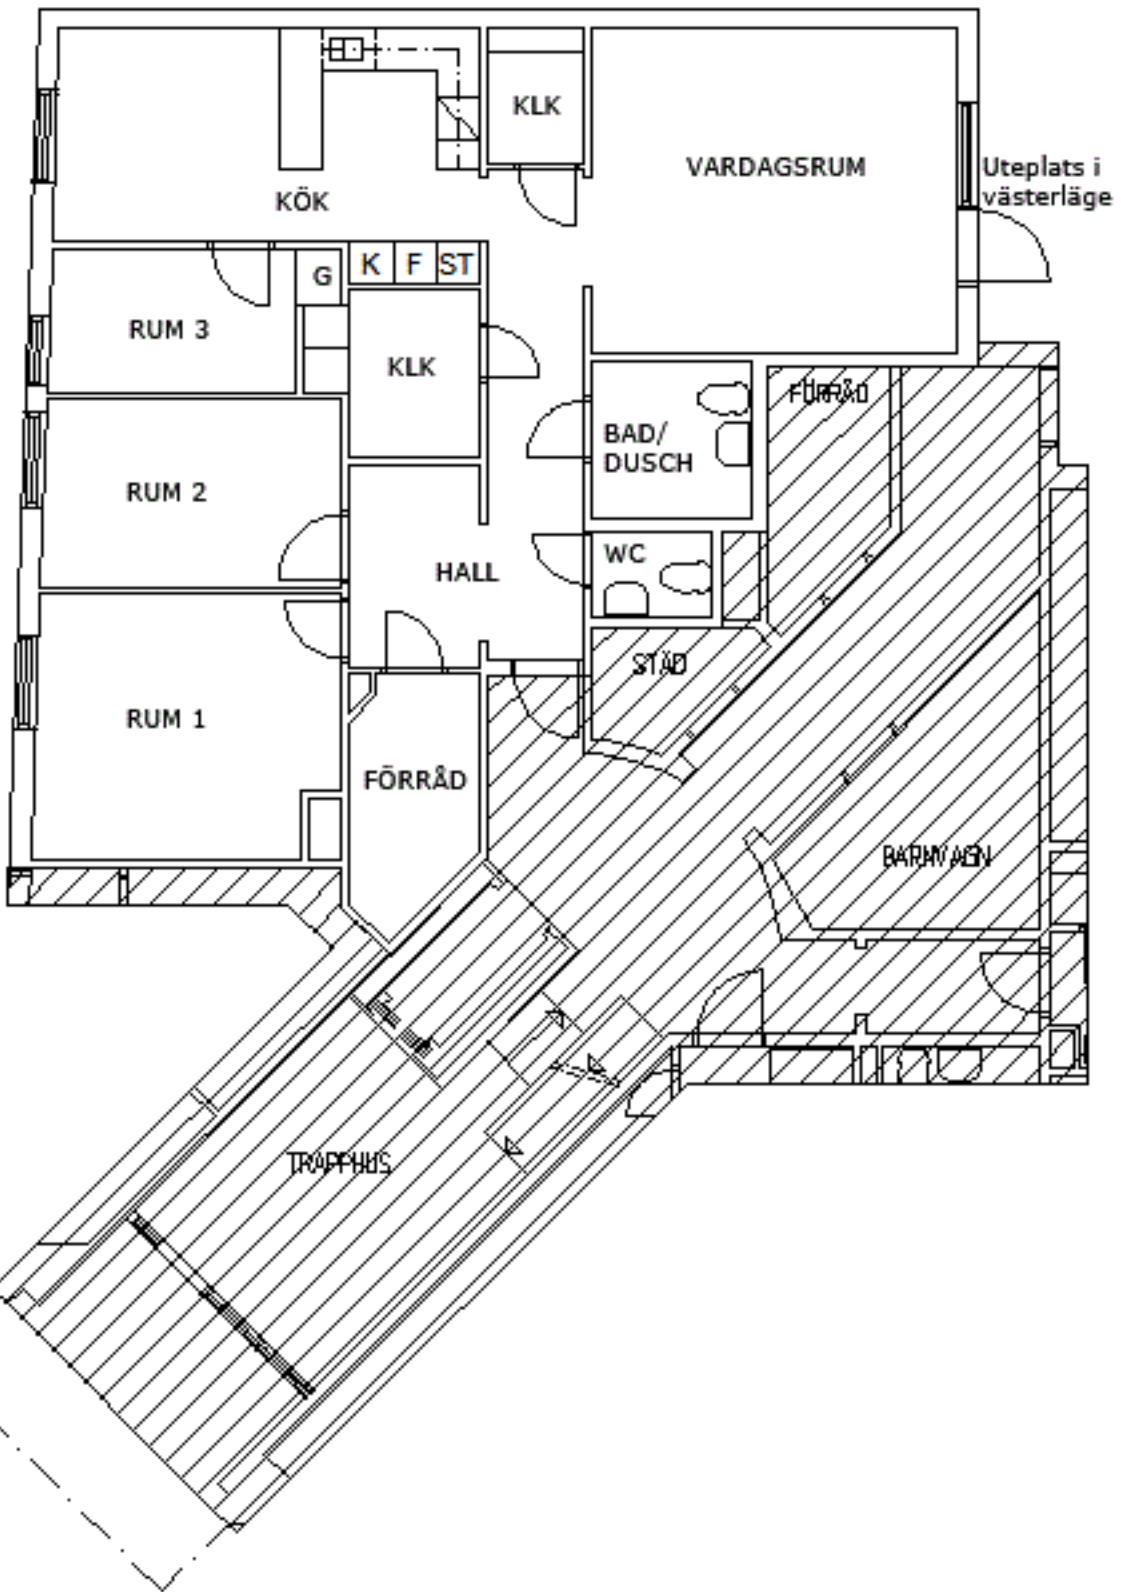 KLK
VARDAGSRUM
Uteplats i
västerläge
KÖK
K F ST
G
RUM 3
KLK
FÖRRÅD
BAD/
DUSCH
RUM 2
WC
HALL
STÄD
RUM 1
FÖRRÅD
BARNVAGN
TRAPPHUS